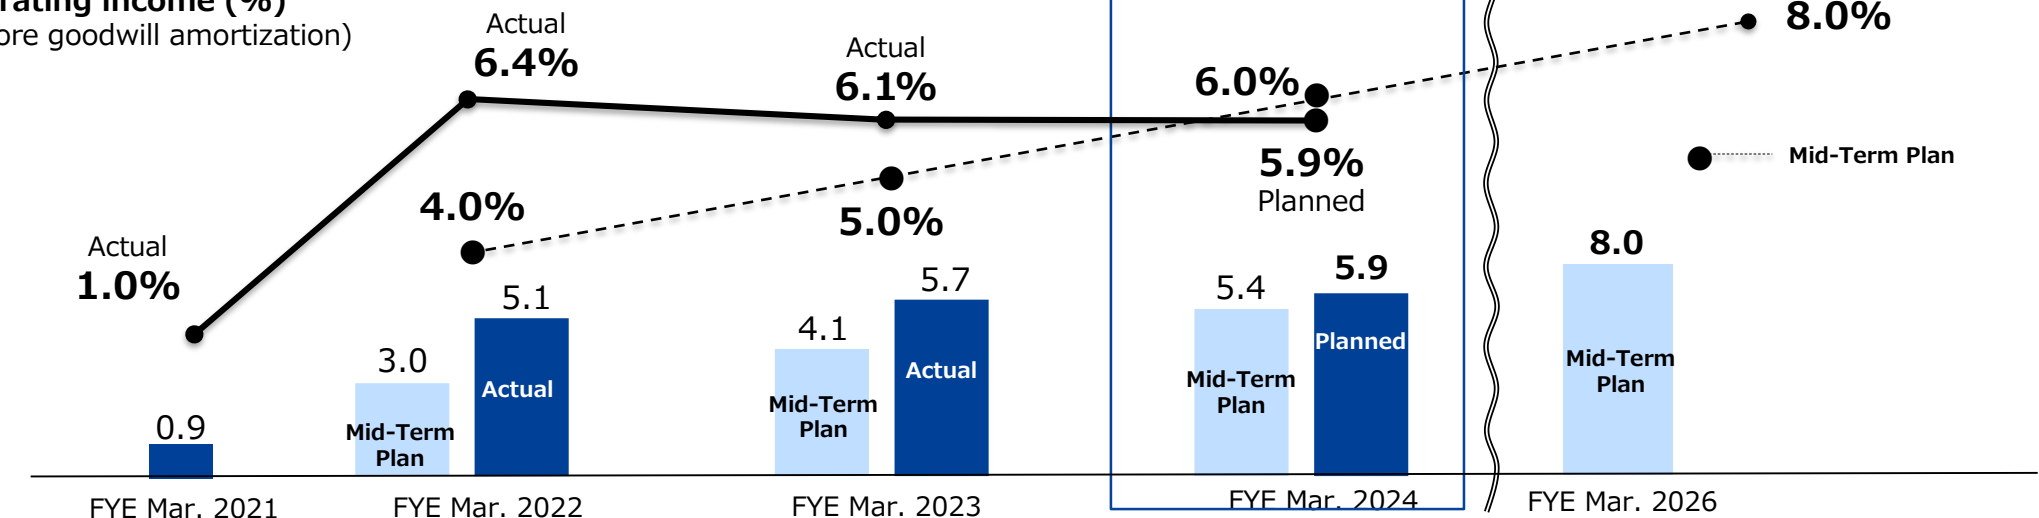 rating income (%)
ore goodwill amortization)
Actual
6.4%
Actual
6.1%
6.0%
8.0%
5.9%
Planned
Mid-Term Plan
4.0%
5.0%
Actual
1.0%
0.9
3.0
Mid-Term
Plan
5.1
Actual
4.1
Mid-Term
Plan
5.7
Actual
5.4
Mid-Term
Plan
5.9
Planned
8.0
Mid-Term
Plan
FYE Mar. 2021
FYE Mar. 2022
FYE Mar. 2023
FYE Mar. 2024
FYE Mar. 2026